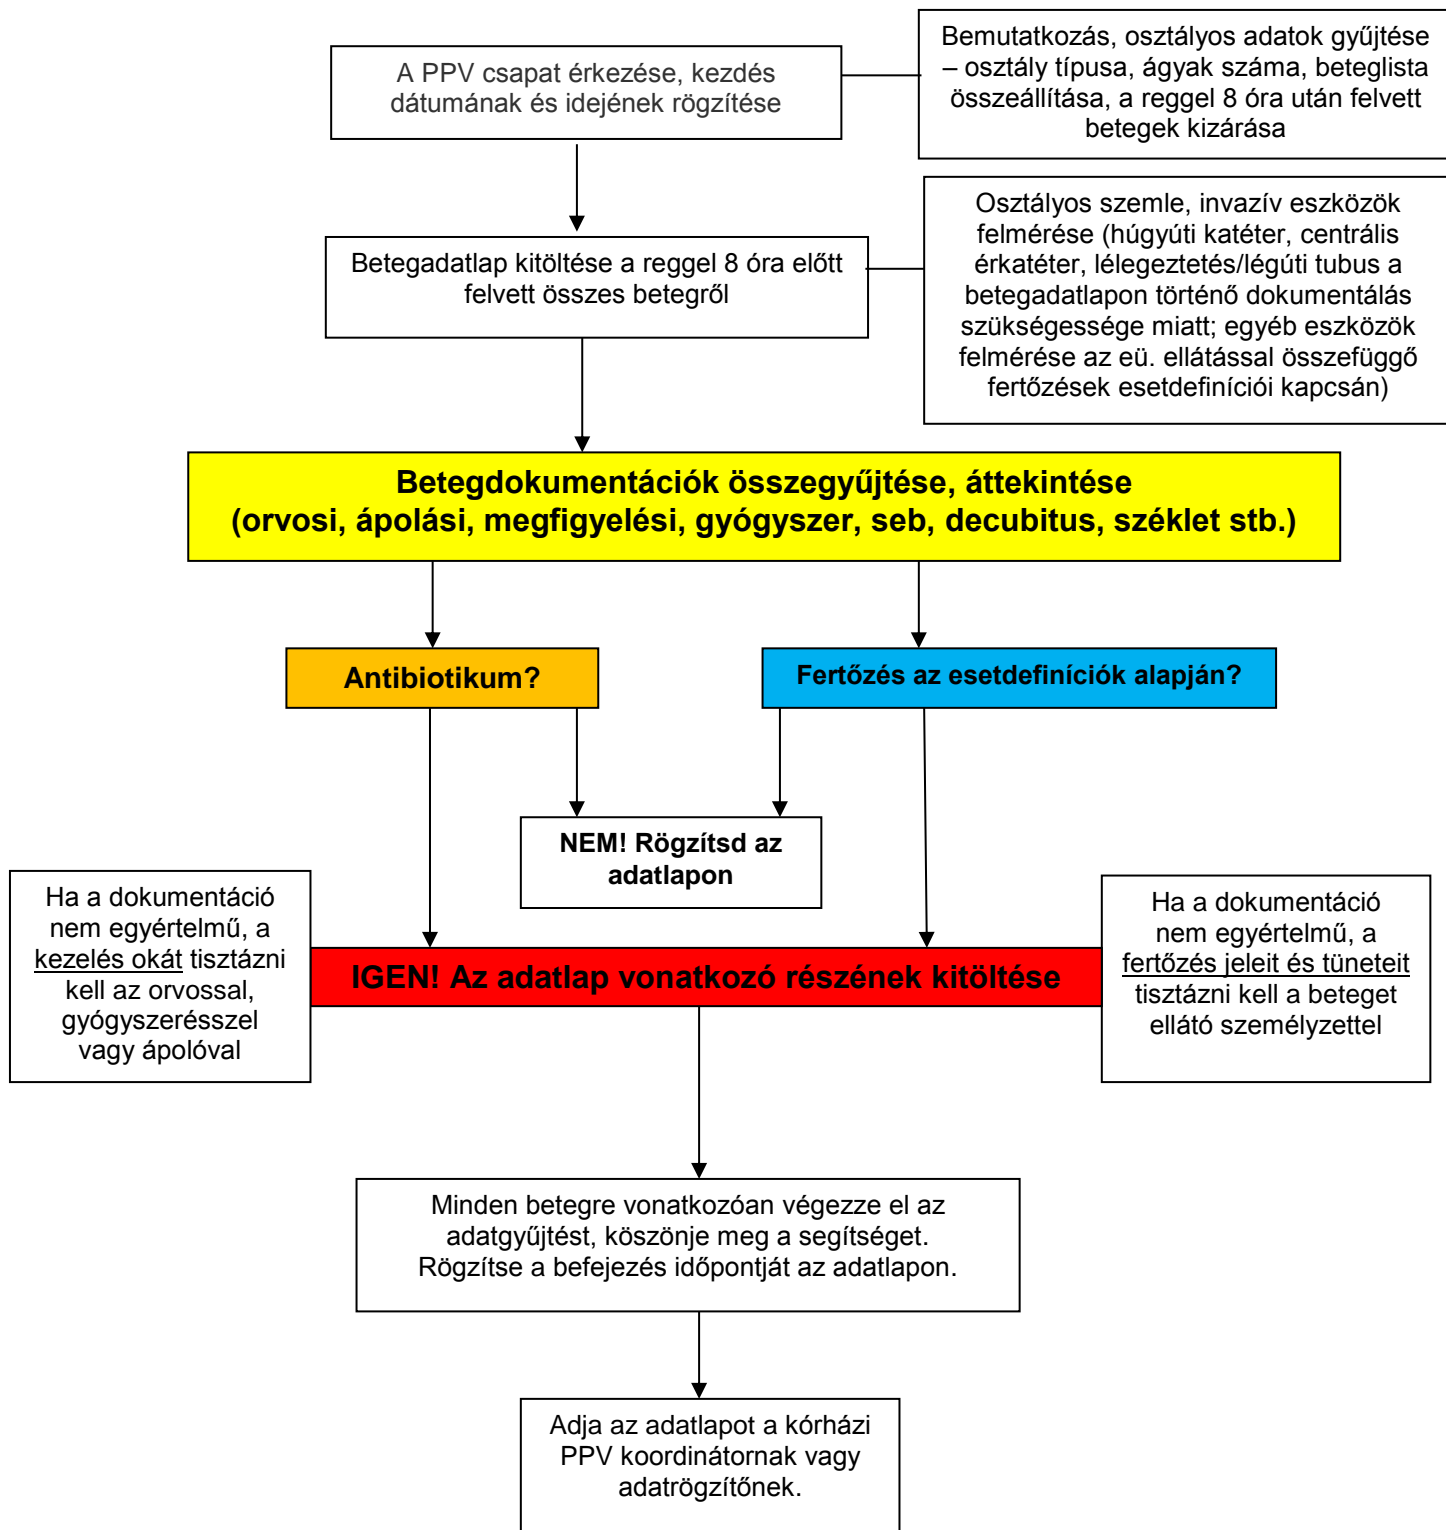 A PPV csapat érkezése, kezdés
dátumának és idejének rögzítése
Bemutatkozás, osztályos adatok gyűjtése
– osztály típusa, ágyak száma, beteglista
összeállítása, a reggel 8 óra után felvett
betegek kizárása
Betegadatlap kitöltése a reggel 8 óra előtt
felvett összes betegről
Osztályos szemle, invazív eszközök
felmérése (húgyúti katéter, centrális
érkatéter, lélegeztetés/légúti tubus a
betegadatlapon történő dokumentálás
szükségessége miatt; egyéb eszközök
felmérése az eü. ellátással összefüggő
fertőzések esetdefiníciói kapcsán)
Betegdokumentációk összegyűjtése, áttekintése
(orvosi, ápolási, megfigyelési, gyógyszer, seb, decubitus, széklet stb.)
Antibiotikum?
Fertőzés az esetdefiníciók alapján?
NEM! Rögzítsd az
adatlapon
Ha a dokumentáció
nem egyértelmű, a
kezelés okát tisztázni
kell az orvossal,
gyógyszerésszel
vagy ápolóval
IGEN! Az adatlap vonatkozó részének kitöltése
Ha a dokumentáció
nem egyértelmű, a
fertőzés jeleit és tüneteit
tisztázni kell a beteget
ellátó személyzettel
Minden betegre vonatkozóan végezze el az
adatgyűjtést, köszönje meg a segítséget.
Rögzítse a befejezés időpontját az adatlapon.
Adja az adatlapot a kórházi
PPV koordinátornak vagy
adatrögzítőnek.